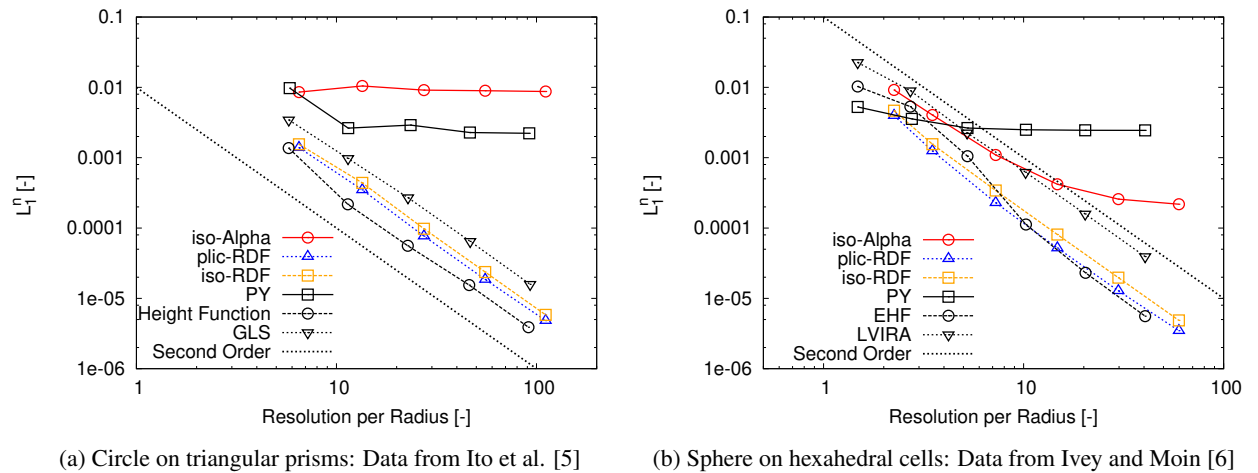 0.1
0.01
0.001
0.0001
1e-05
1e-06
L₁ⁿ [-]
iso-Alpha
plic-RDF
iso-RDF
PY
Height Function
GLS
Second Order
1
10
100
Resolution per Radius [-]
(a) Circle on triangular prisms: Data from Ito et al. [5]
0.1
0.01
0.001
0.0001
1e-05
1e-06
L₁ⁿ [-]
iso-Alpha
plic-RDF
iso-RDF
PY
EHF
LVIRA
Second Order
1
10
100
Resolution per Radius [-]
(b) Sphere on hexahedral cells: Data from Ivey and Moin [6]